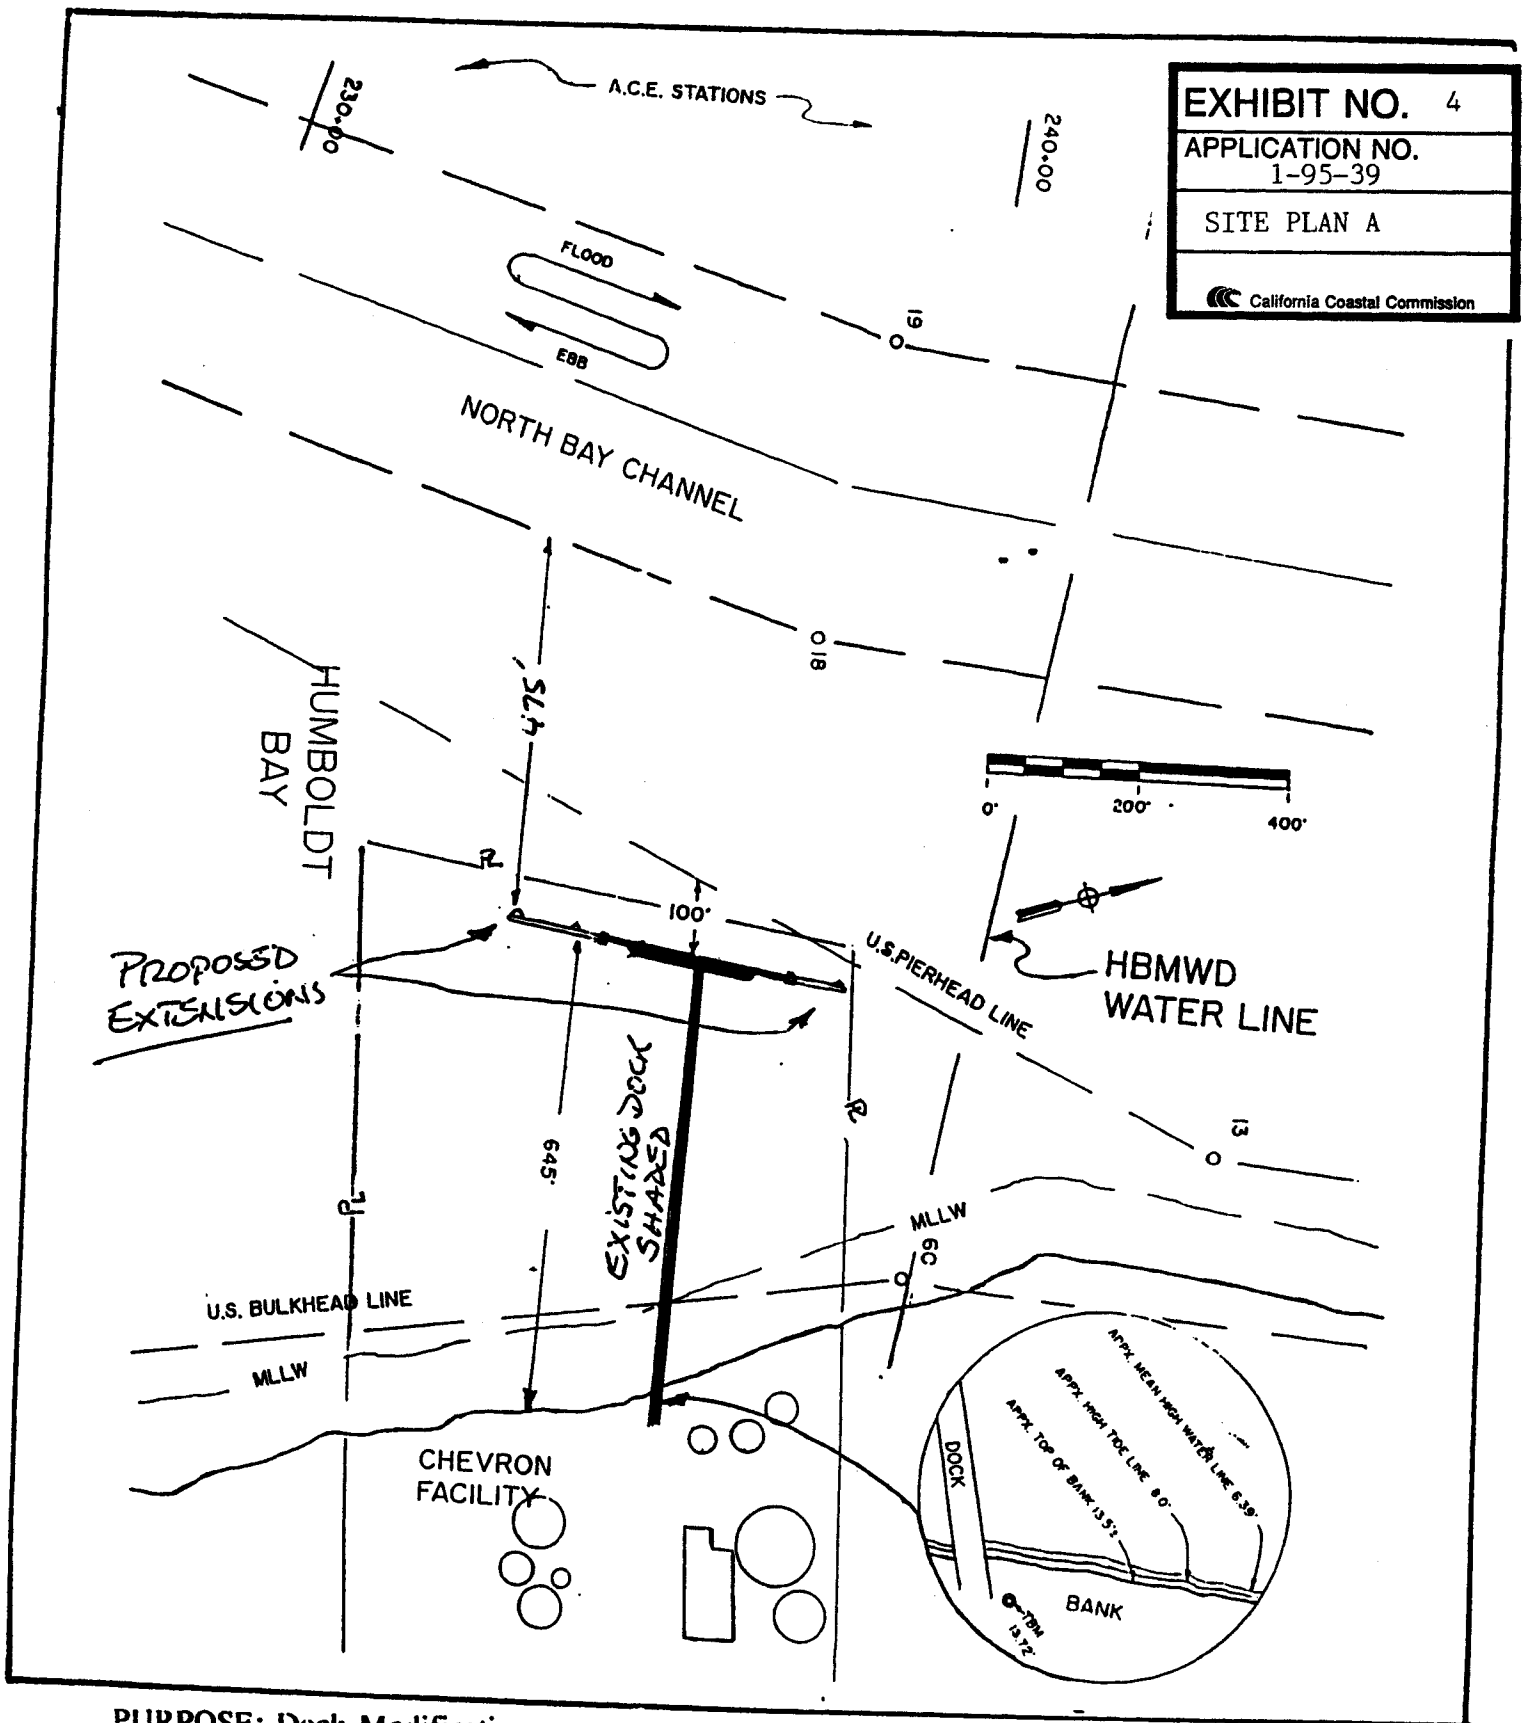 A.C.E. STATIONS
230+00
240+00
EXHIBIT NO. 4
APPLICATION NO.
1-95-39
SITE PLAN A
California Coastal Commission
FLOOD
EBB
19
NORTH BAY CHANNEL
18
475'
HUMBOLDT
BAY
0'
200'
400'
PL
100'
PROPOSED
EXTENSIONS
U.S. PIERHEAD LINE
HBMWD
WATER LINE
EXISTING DOCK
SHADED
645'
PL
PL
13
MLLW
6C
U.S. BULKHEAD LINE
MLLW
CHEVRON
FACILITY
APPX. MEAN HIGH WATER LINE 6.39'
APPX. HIGH TIDE LINE 8.0'
APPX. TOP OF BANK 13.5'±
DOCK
BANK
TBM
13.72'
PURPOSE: Dock